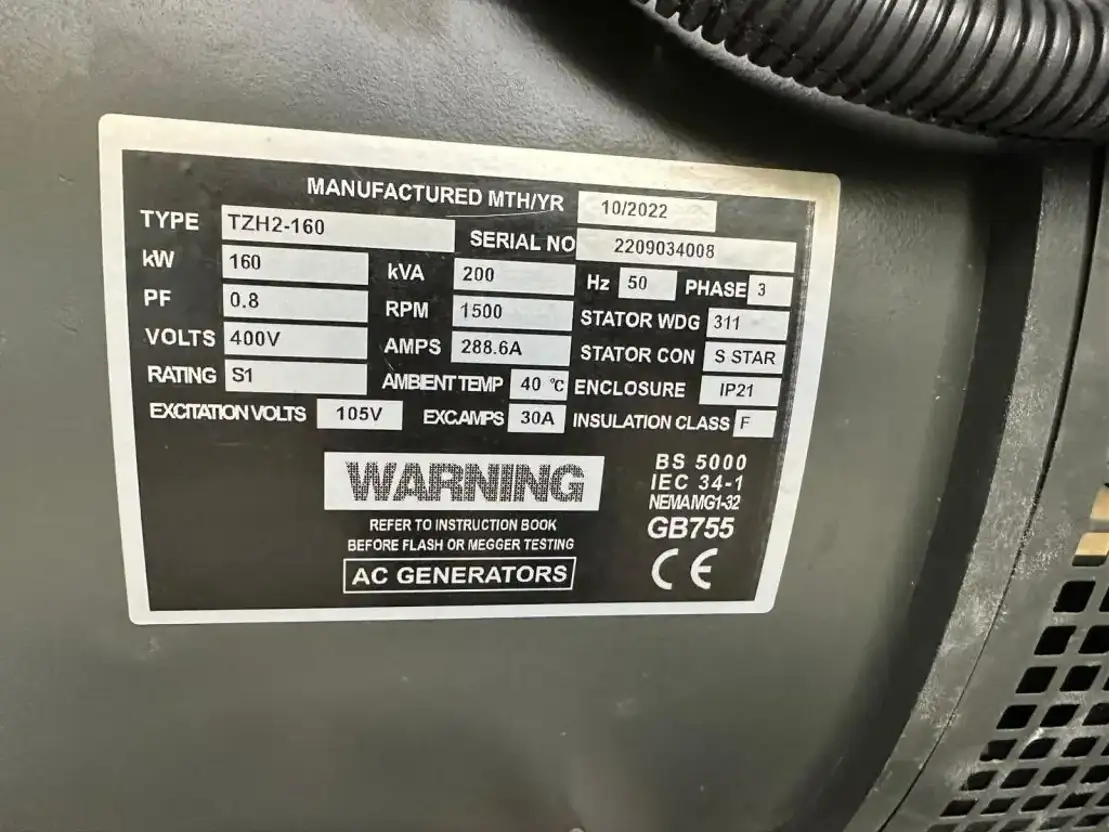 MANUFACTURED MTH/YR 10/2022
TYPE TZH2-160 SERIAL NO 2209034008
kW 160 kVA 200 Hz 50 PHASE 3
PF 0.8 RPM 1500 STATOR WDG 311
VOLTS 400V AMPS 288.6A STATOR CON S STAR
RATING S1 AMBIENT TEMP 40 °C ENCLOSURE IP21
EXCITATION VOLTS 105V EXC.AMPS 30A INSULATION CLASS F
WARNING
REFER TO INSTRUCTION BOOK
BEFORE FLASH OR MEGGER TESTING
AC GENERATORS
BS 5000
IEC 34-1
NEMA MG1-32
GB755
CE